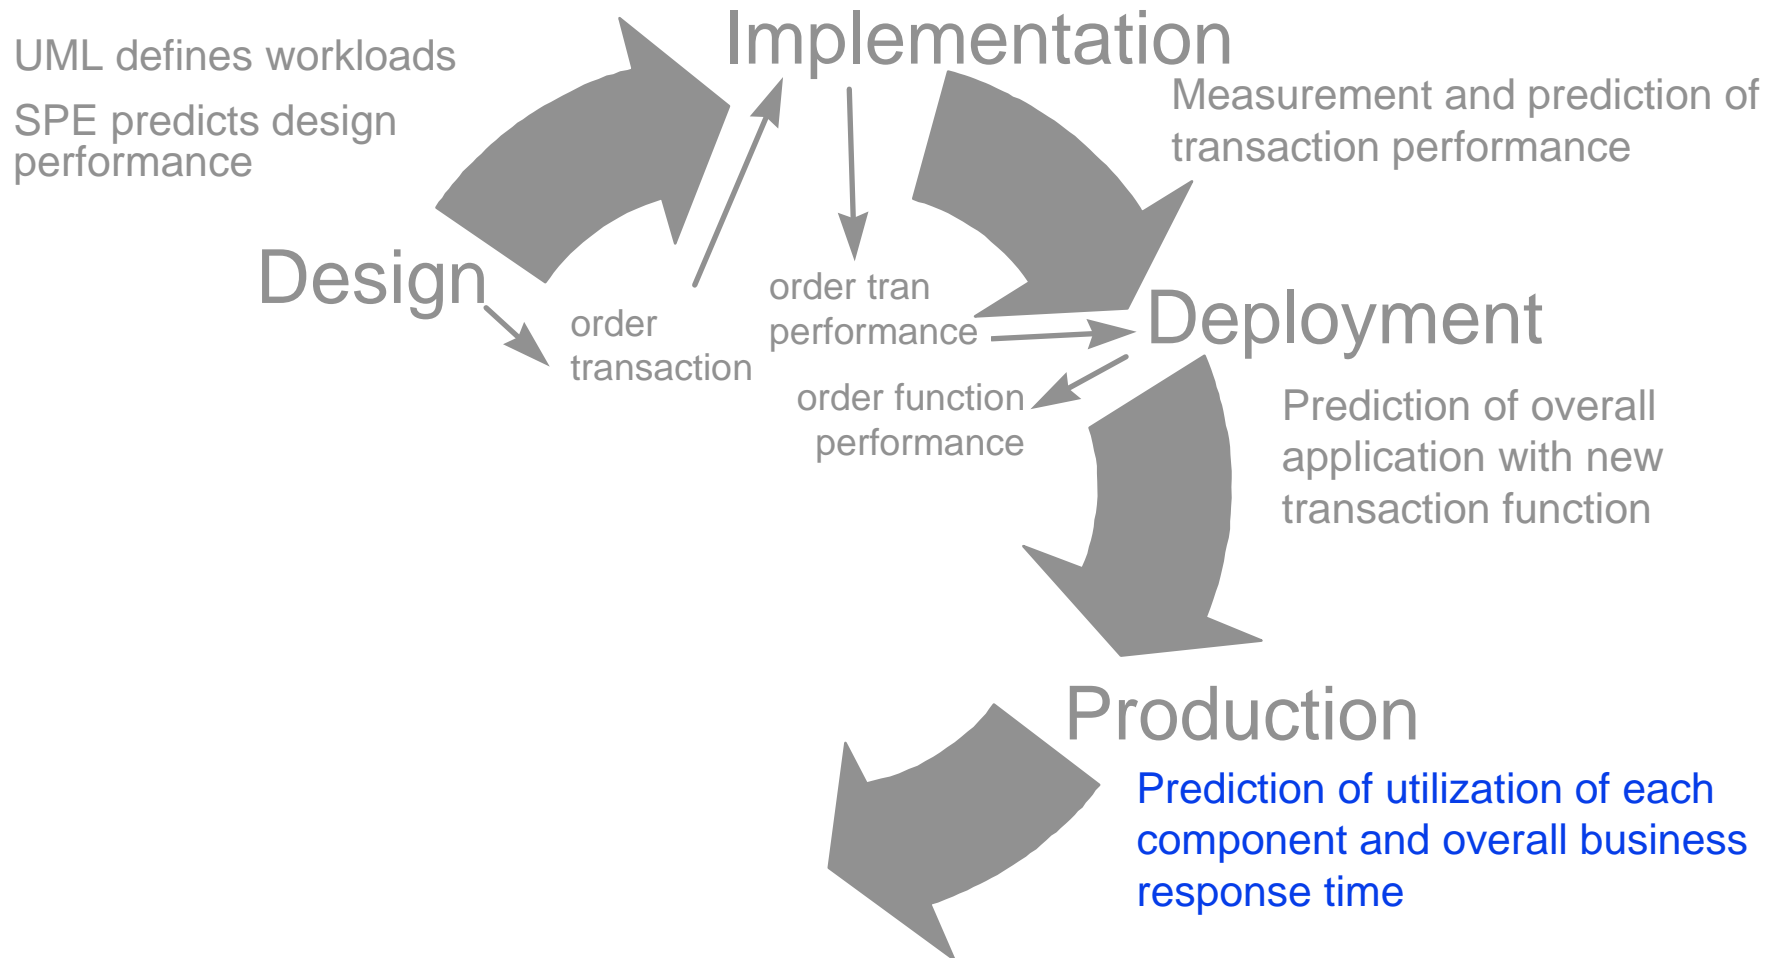 Implementation
UML defines workloads
SPE predicts design
performance
Measurement and prediction of
transaction performance
Design
order
transaction
order tran
performance
Deployment
order function
performance
Prediction of overall
application with new
transaction function
Production
Prediction of utilization of each
component and overall business
response time